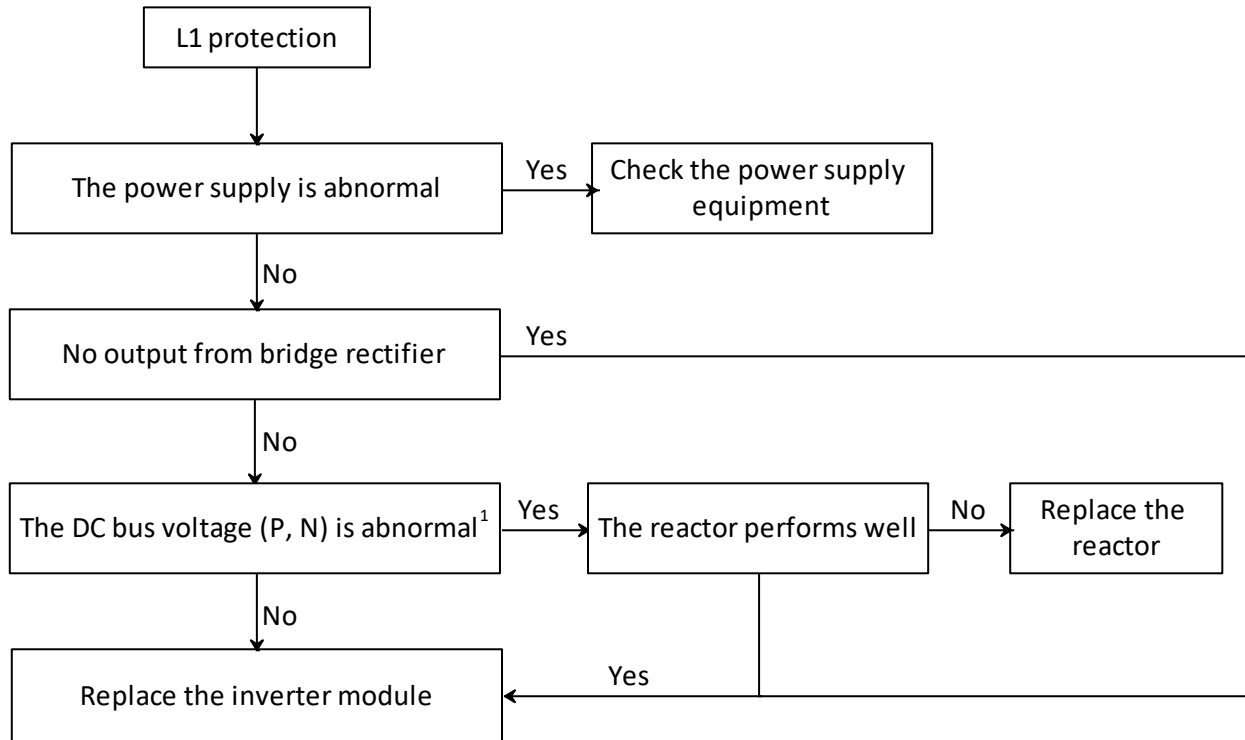 L1 protection
The power supply is abnormal
Yes
Check the power supply
equipment
No
No output from bridge rectifier
Yes
No
The DC bus voltage (P, N) is abnormal¹
Yes
The reactor performs well
No
Replace the
reactor
No
Replace the inverter module
Yes